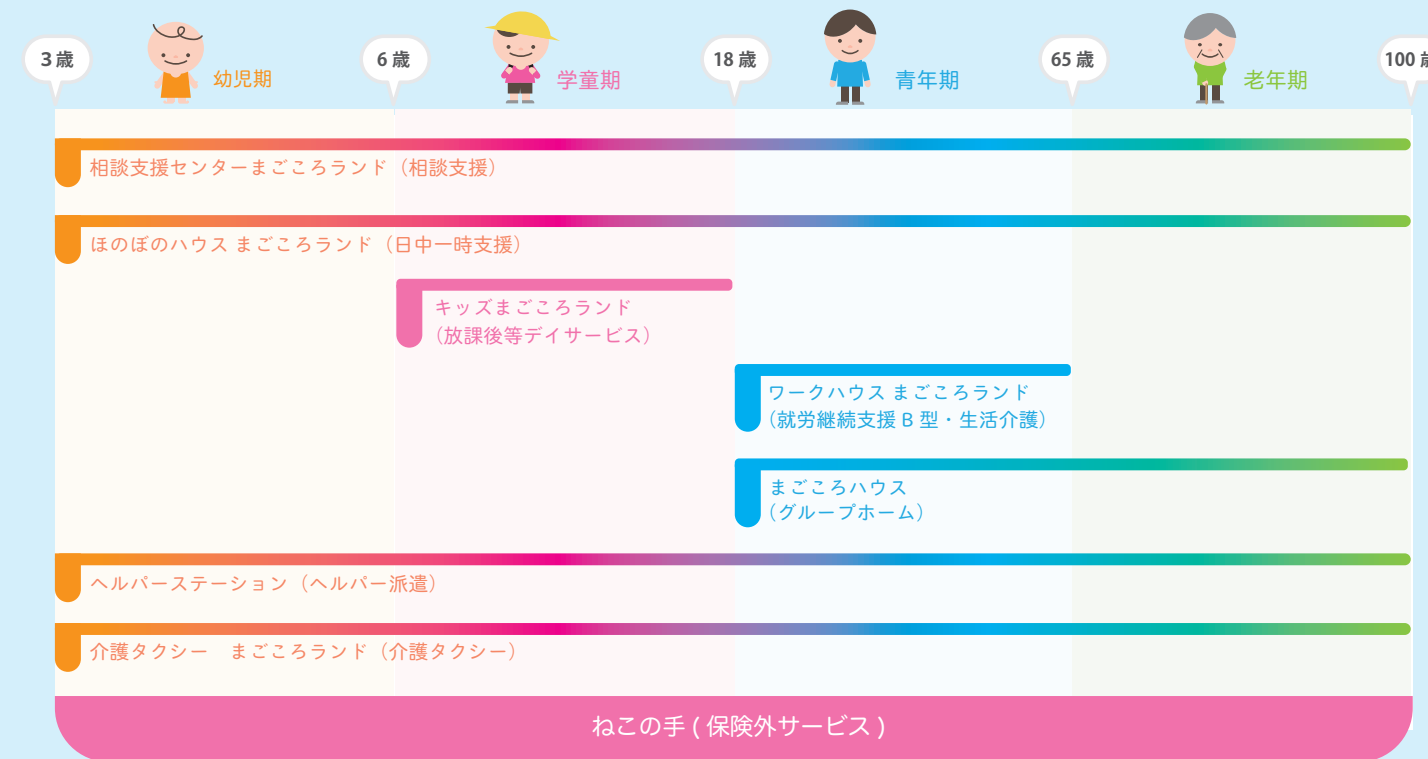 3 歳
幼児期
6 歳
学童期
18 歳
青年期
65 歳
老年期
100 歳
相談支援センターまごころランド（相談支援）
ほのぼのハウス まごころランド（日中一時支援）
キッズまごころランド
（放課後等デイサービス）
ワークハウス まごころランド
（就労継続支援 B 型・生活介護）
まごころハウス
（グループホーム）
ヘルパーステーション（ヘルパー派遣）
介護タクシー　まごころランド（介護タクシー）
ねこの手 ( 保険外サービス )